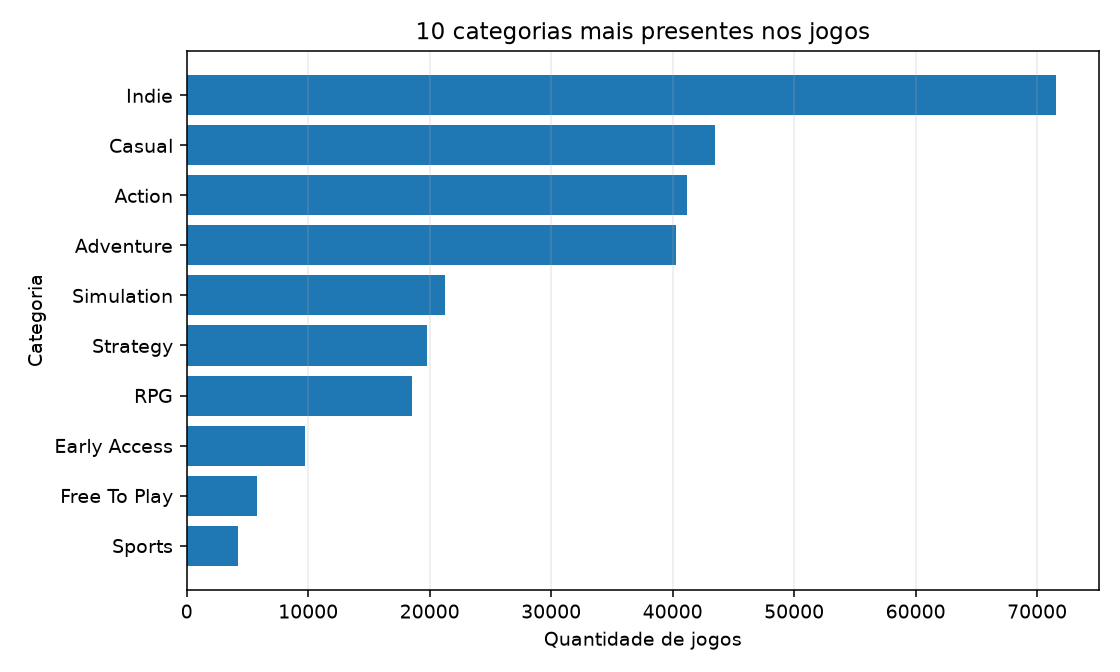 10 categorias mais presentes nos jogos
Categoria
Indie
Casual
Action
Adventure
Simulation
Strategy
RPG
Early Access
Free To Play
Sports
0 10000 20000 30000 40000 50000 60000 70000
Quantidade de jogos